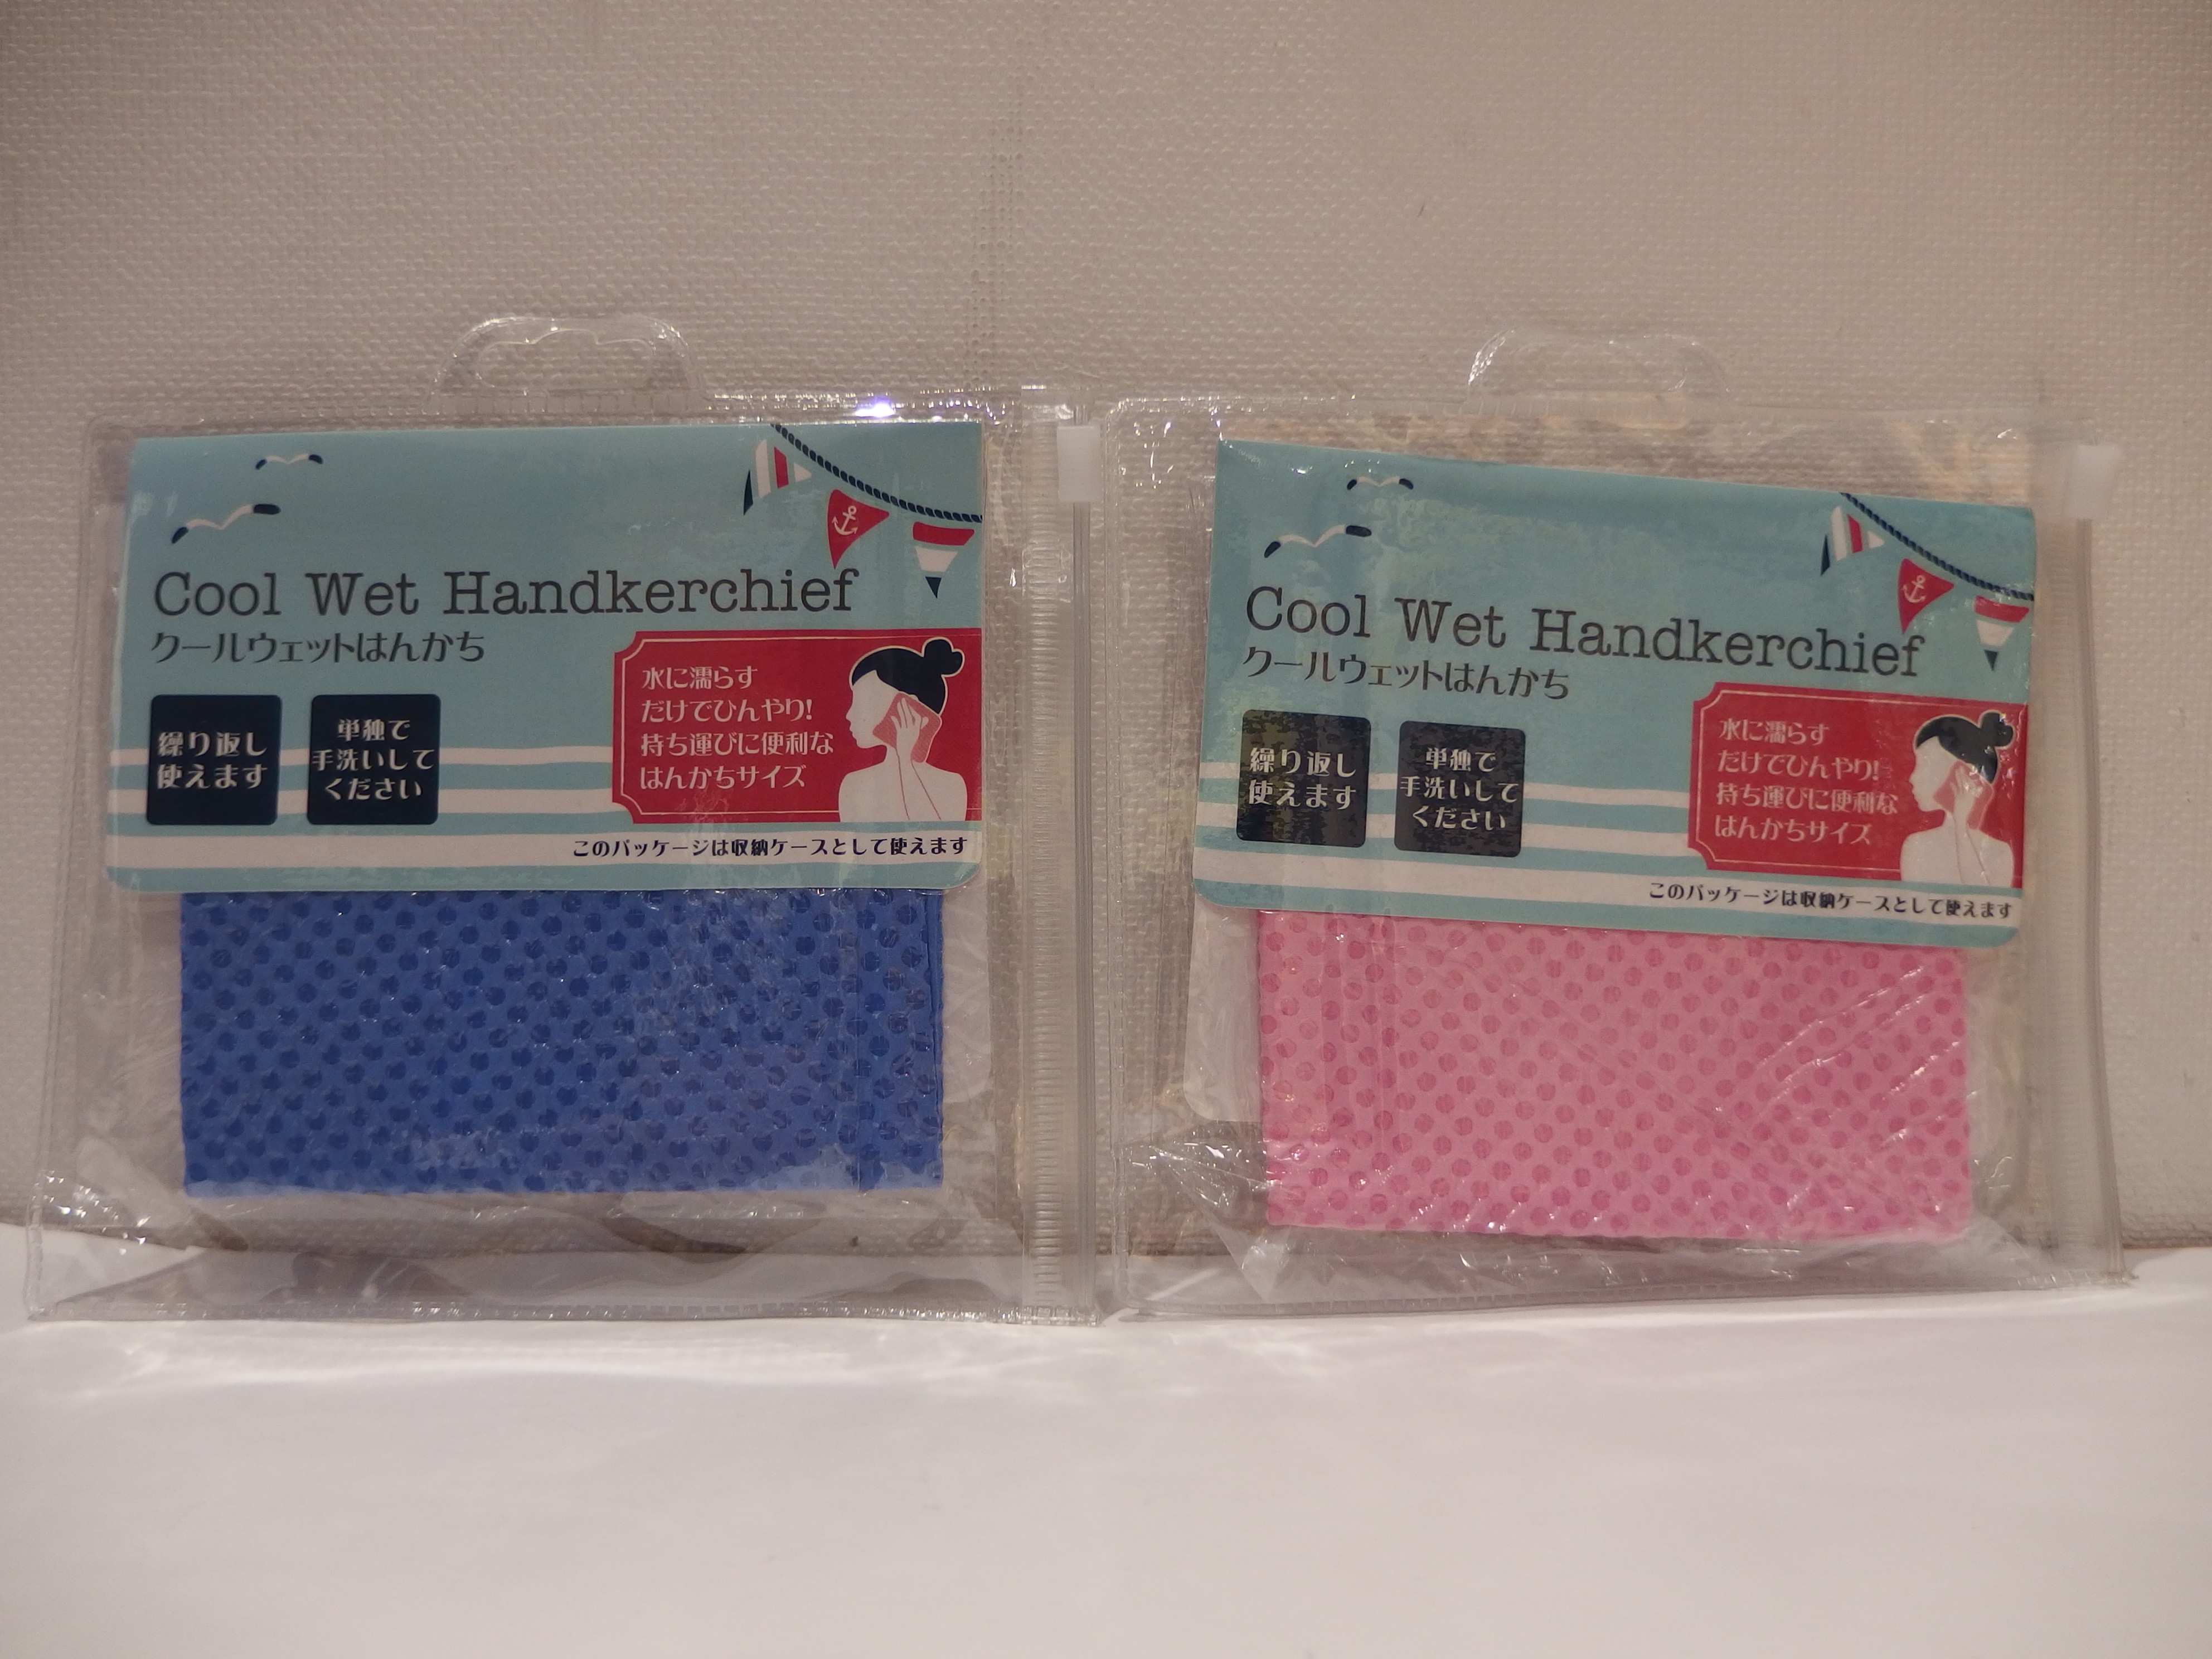 Cool Wet Handkerchief
クールウェットはんかち
繰り返し
使えます
単独で
手洗いして
ください
水に濡らす
だけでひんやり!
持ち運びに便利な
はんかちサイズ
このパッケージは収納ケースとして使えます
Cool Wet Handkerchief
クールウェットはんかち
繰り返し
使えます
単独で
手洗いして
ください
水に濡らす
だけでひんやり!
持ち運びに便利な
はんかちサイズ
このパッケージは収納ケースとして使えます